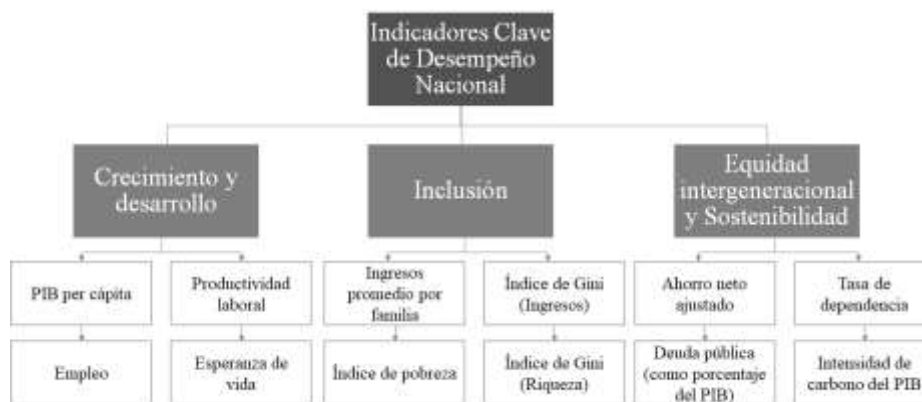 Indicadores Clave
de Desempeño
Nacional
Crecimiento y
desarrollo
Inclusión
Equidad
intergeneracional
y Sostenibilidad
PIB per cápita
Productividad
laboral
Ingresos
promedio por
familia
Índice de Gini
(Ingresos)
Ahorro neto
ajustado
Tasa de
dependencia
Empleo
Esperanza de
vida
Índice de pobreza
Índice de Gini
(Riqueza)
Deuda pública
(como porcentaje
del PIB)
Intensidad de
carbono del PIB